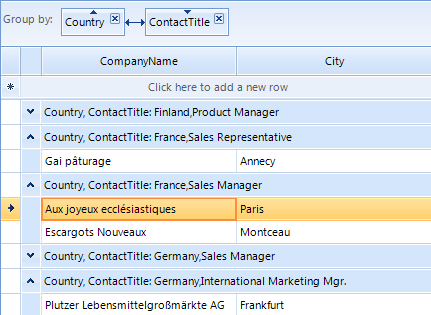 Group by: Country ContactTitle
CompanyName City
Click here to add a new row
Country, ContactTitle: Finland,Product Manager
Country, ContactTitle: France,Sales Representative
Gai pâturage Annecy
Country, ContactTitle: France,Sales Manager
Aux joyeux ecclésiastiques Paris
Escargots Nouveaux Montceau
Country, ContactTitle: Germany,Sales Manager
Country, ContactTitle: Germany,International Marketing Mgr.
Plutzer Lebensmittelgroßmärkte AG Frankfurt